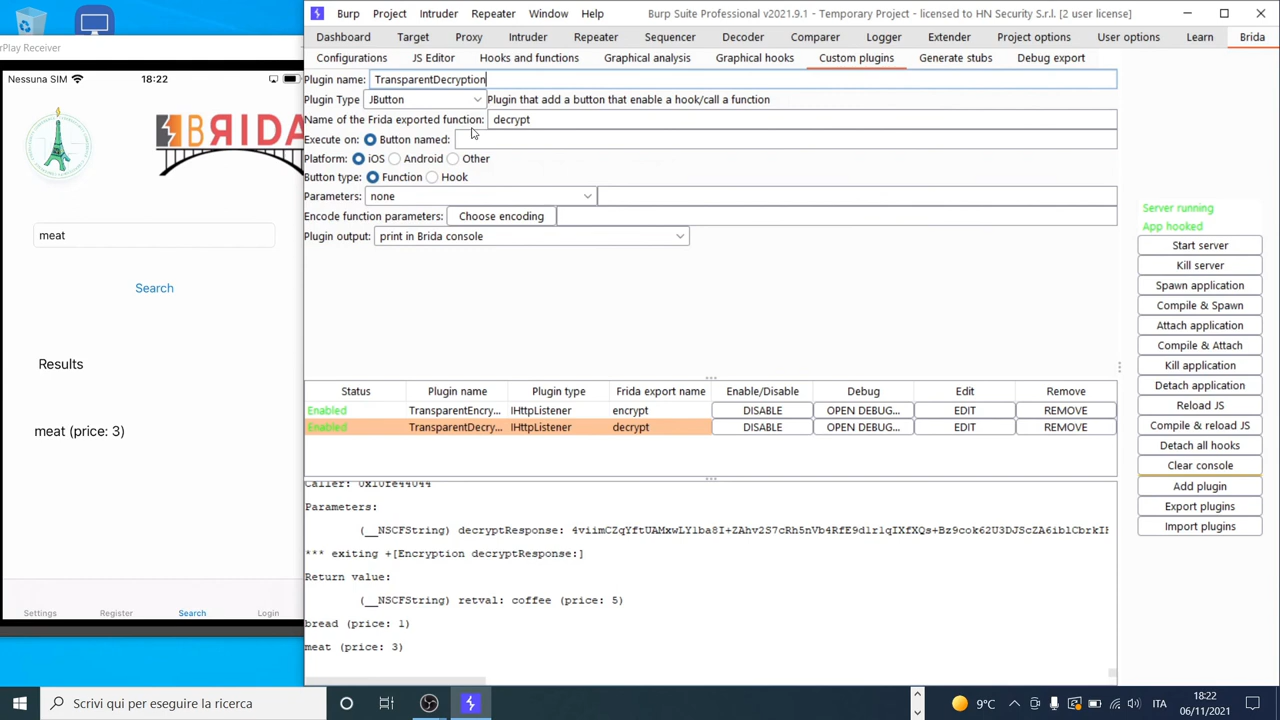 Burp Project Intruder Repeater Window Help Burp Suite Professional v2021.9.1 - Temporary Project - licensed to HN Security S.r.l. [2 user license]
Dashboard Target Proxy Intruder Repeater Sequencer Decoder Comparer Logger Extender Project options User options Learn Brida
rPlay Receiver
Configurations JS Editor Hooks and functions Graphical analysis Graphical hooks Custom plugins Generate stubs Debug export
Nessuna SIM 18:22
Plugin name: TransparentDecryption
Plugin Type JButton Plugin that add a button that enable a hook/call a function
Name of the Frida exported function: decrypt
BRIDA
Execute on: Button named:
Platform: iOS Android Other
Button type: Function Hook
Parameters: none
Encode function parameters: Choose encoding
Plugin output: print in Brida console
meat
Search
Results
meat (price: 3)
Settings Register Search Login
Server running
App hooked
Start server
Kill server
Spawn application
Compile & Spawn
Attach application
Compile & Attach
Kill application
Detach application
Reload JS
Compile & reload JS
Detach all hooks
Clear console
Add plugin
Export plugins
Import plugins
Status Plugin name Plugin type Frida export name Enable/Disable Debug Edit Remove
Enabled TransparentEncry... IHttpListener encrypt DISABLE OPEN DEBUG... EDIT REMOVE
Enabled TransparentDecry... IHttpListener decrypt DISABLE OPEN DEBUG... EDIT REMOVE
Caller: 0x10fe44044
Parameters:
(__NSCFString) decryptResponse:
*** exiting +[Encryption decryptResponse:]
Return value:
(__NSCFString) retval: coffee (price: 5)
bread (price: 1)
meat (price: 3)
Scrivi qui per eseguire la ricerca
9°C ITA 18:22
06/11/2021